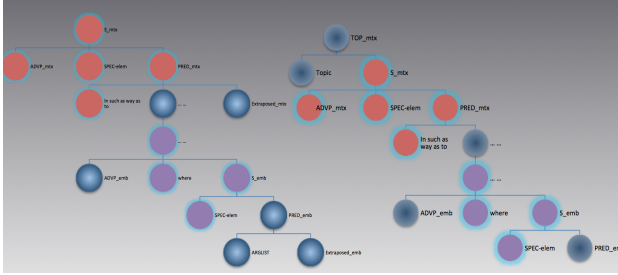 S_mtx
ADVP_mtx
SPEC-elem
PRED_mtx
In such as way as
to
... ...
Extraposed_mtx
... ...
ADVP_emb
where
S_emb
SPEC-elem
PRED_emb
ARGLIST
Extraposed_emb
TOP_mtx
Topic
S_mtx
ADVP_mtx
SPEC-elem
PRED_mtx
In such as
way as to
... ...
... ...
ADVP_emb
where
S_emb
SPEC-elem
PRED_em